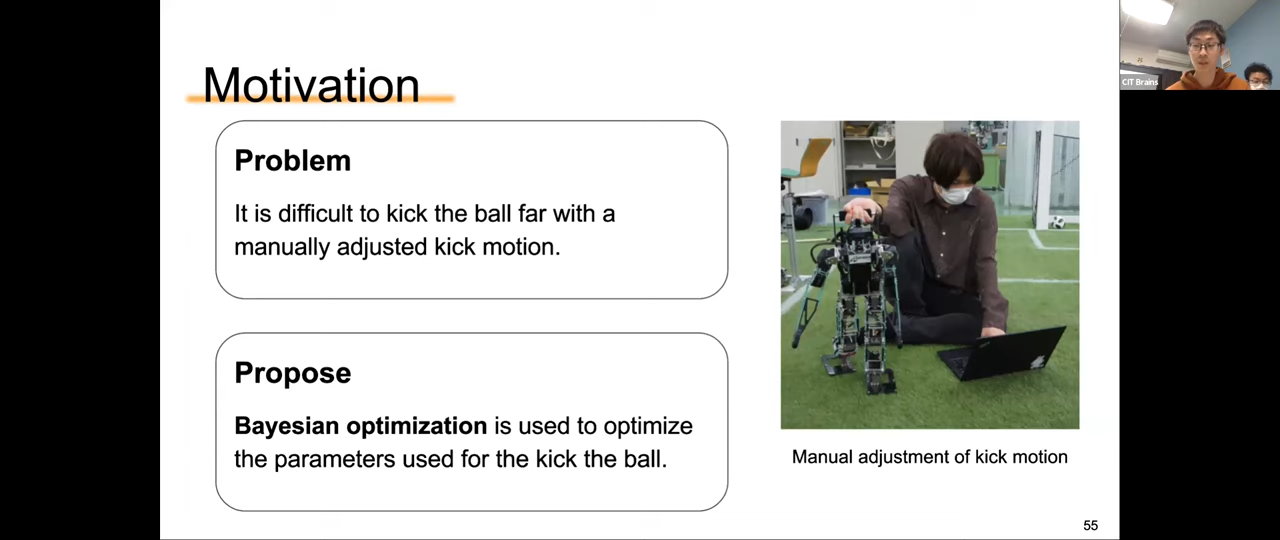 Motivation
Problem
It is difficult to kick the ball far with a
manually adjusted kick motion.
Propose
Bayesian optimization is used to optimize
the parameters used for the kick the ball.
Manual adjustment of kick motion
55
CIT Brains